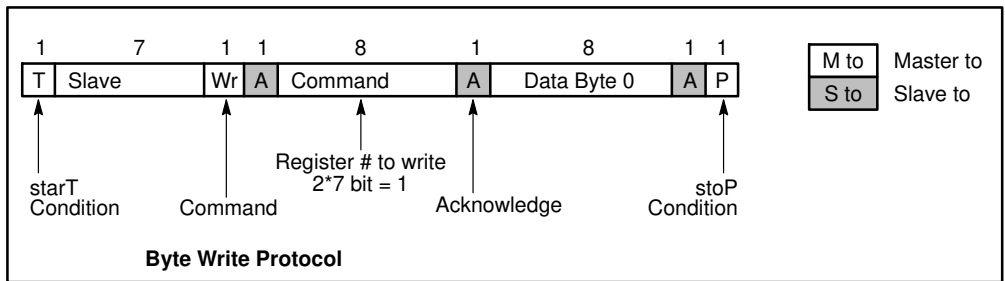 1 7 1 1 8 1 8 1 1
T Slave Wr A Command A Data Byte 0 A P
M to Master to
S to Slave to
Register # to write
2*7 bit = 1
starT
Condition
Command
Acknowledge
stoP
Condition
Byte Write Protocol